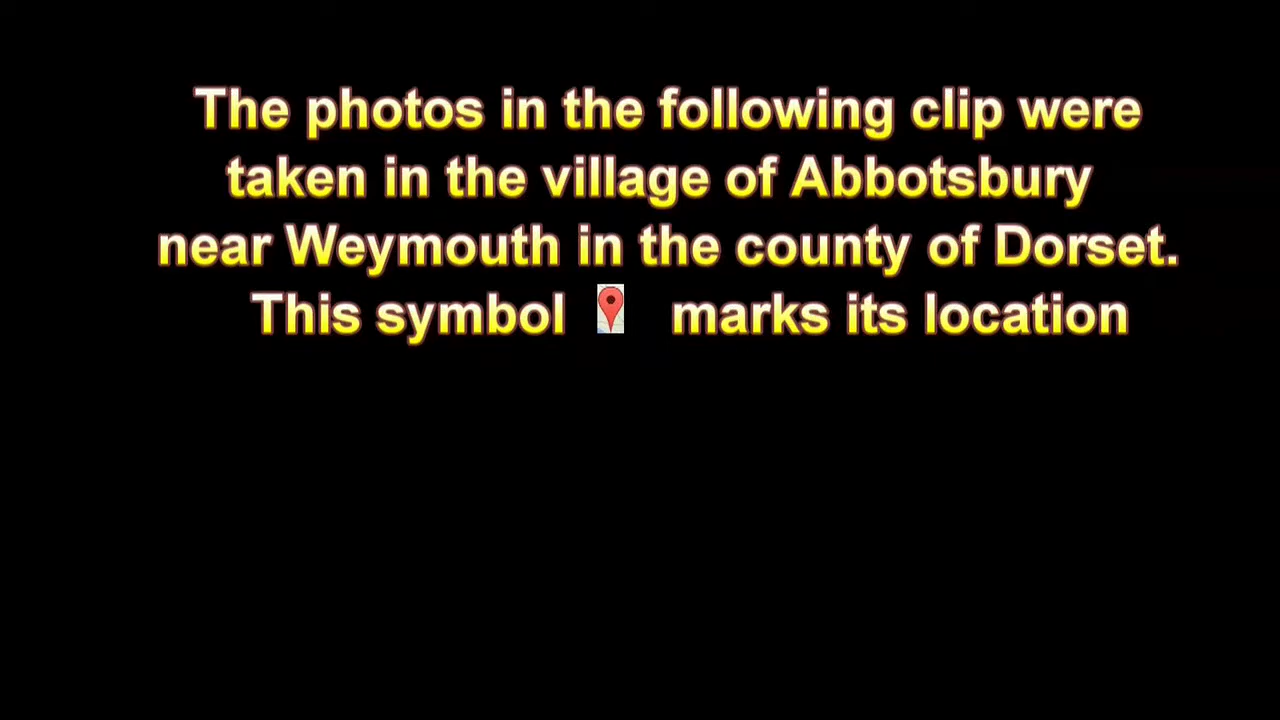 The photos in the following clip were
taken in the village of Abbotsbury
near Weymouth in the county of Dorset.
This symbol marks its location